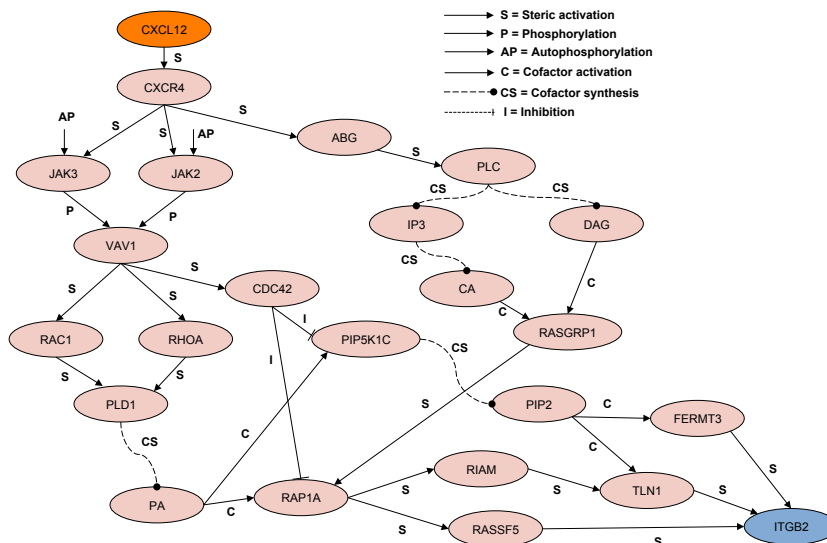 CXCL12
S = Steric activation
P = Phosphorylation
AP = Autophosphorylation
C = Cofactor activation
CS = Cofactor synthesis
I = Inhibition
S
CXCR4
AP
S
S
AP
S
ABG
S
PLC
JAK3
JAK2
CS
CS
P
P
IP3
DAG
VAV1
CS
C
S
S
S
CDC42
CA
C
I
RAC1
RHOA
PIP5K1C
CS
RASGRP1
I
S
S
PLD1
S
PIP2
C
FERMT3
CS
C
C
S
RIAM
S
PA
C
RAP1A
S
TLN1
S
S
RASSF5
S
ITGB2